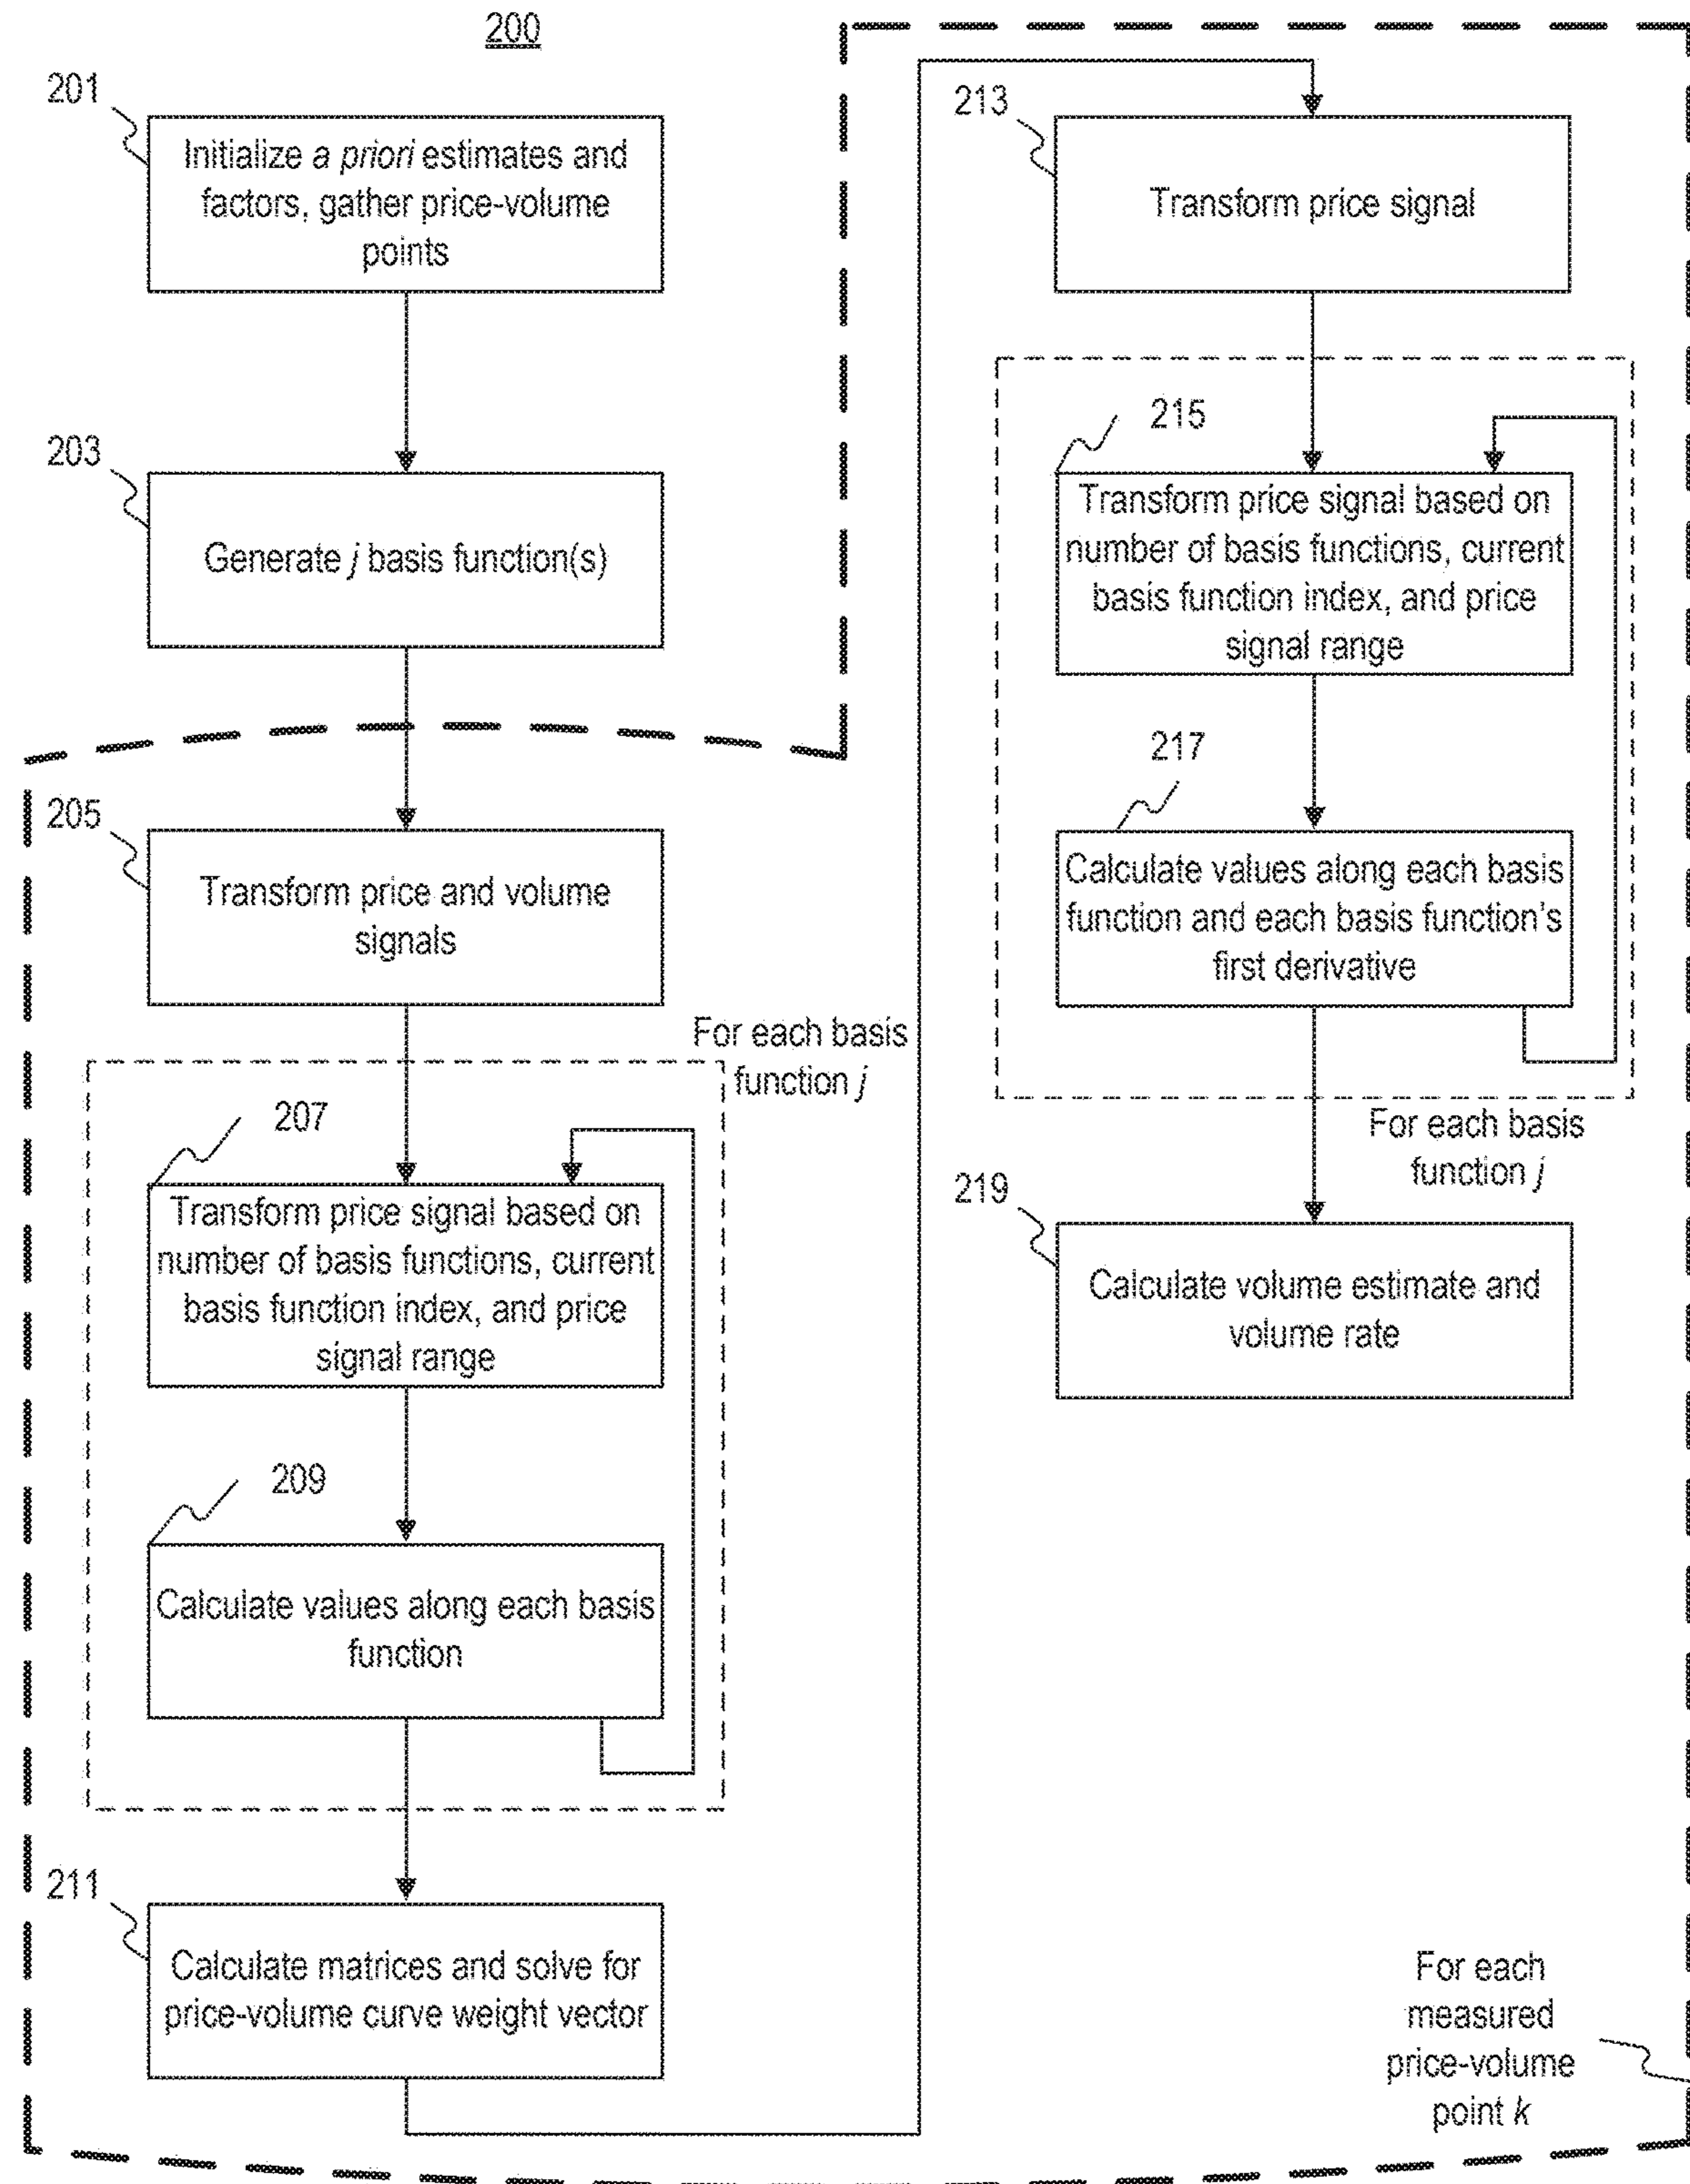 200
201
Initialize a priori estimates and
factors, gather price-volume
points
203
Generate j basis function(s)
205
Transform price and volume
signals
For each basis
function j
207
Transform price signal based on
number of basis functions, current
basis function index, and price
signal range
209
Calculate values along each basis
function
211
Calculate matrices and solve for
price-volume curve weight vector
213
Transform price signal
215
Transform price signal based on
number of basis functions, current
basis function index, and price
signal range
217
Calculate values along each basis
function and each basis function's
first derivative
For each basis
function j
219
Calculate volume estimate and
volume rate
For each
measured
price-volume
point k